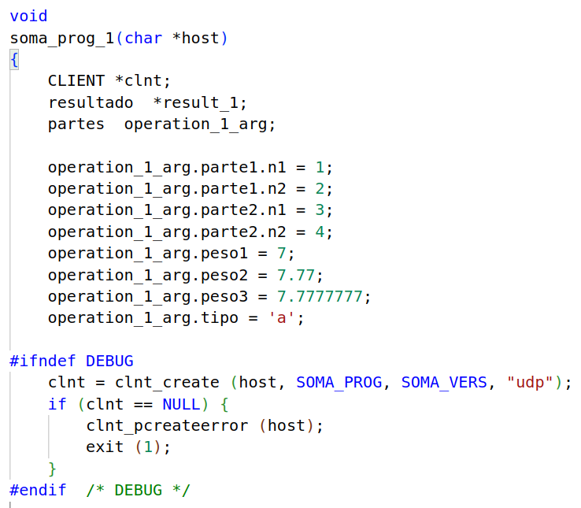 void
soma_prog_1(char *host)
{
    CLIENT *clnt;
    resultado  *result_1;
    partes  operation_1_arg;

    operation_1_arg.parte1.n1 = 1;
    operation_1_arg.parte1.n2 = 2;
    operation_1_arg.parte2.n1 = 3;
    operation_1_arg.parte2.n2 = 4;
    operation_1_arg.peso1 = 7;
    operation_1_arg.peso2 = 7.77;
    operation_1_arg.peso3 = 7.7777777;
    operation_1_arg.tipo = 'a';

#ifndef DEBUG
    clnt = clnt_create (host, SOMA_PROG, SOMA_VERS, "udp");
    if (clnt == NULL) {
        clnt_pcreateerror (host);
        exit (1);
    }
#endif  /* DEBUG */